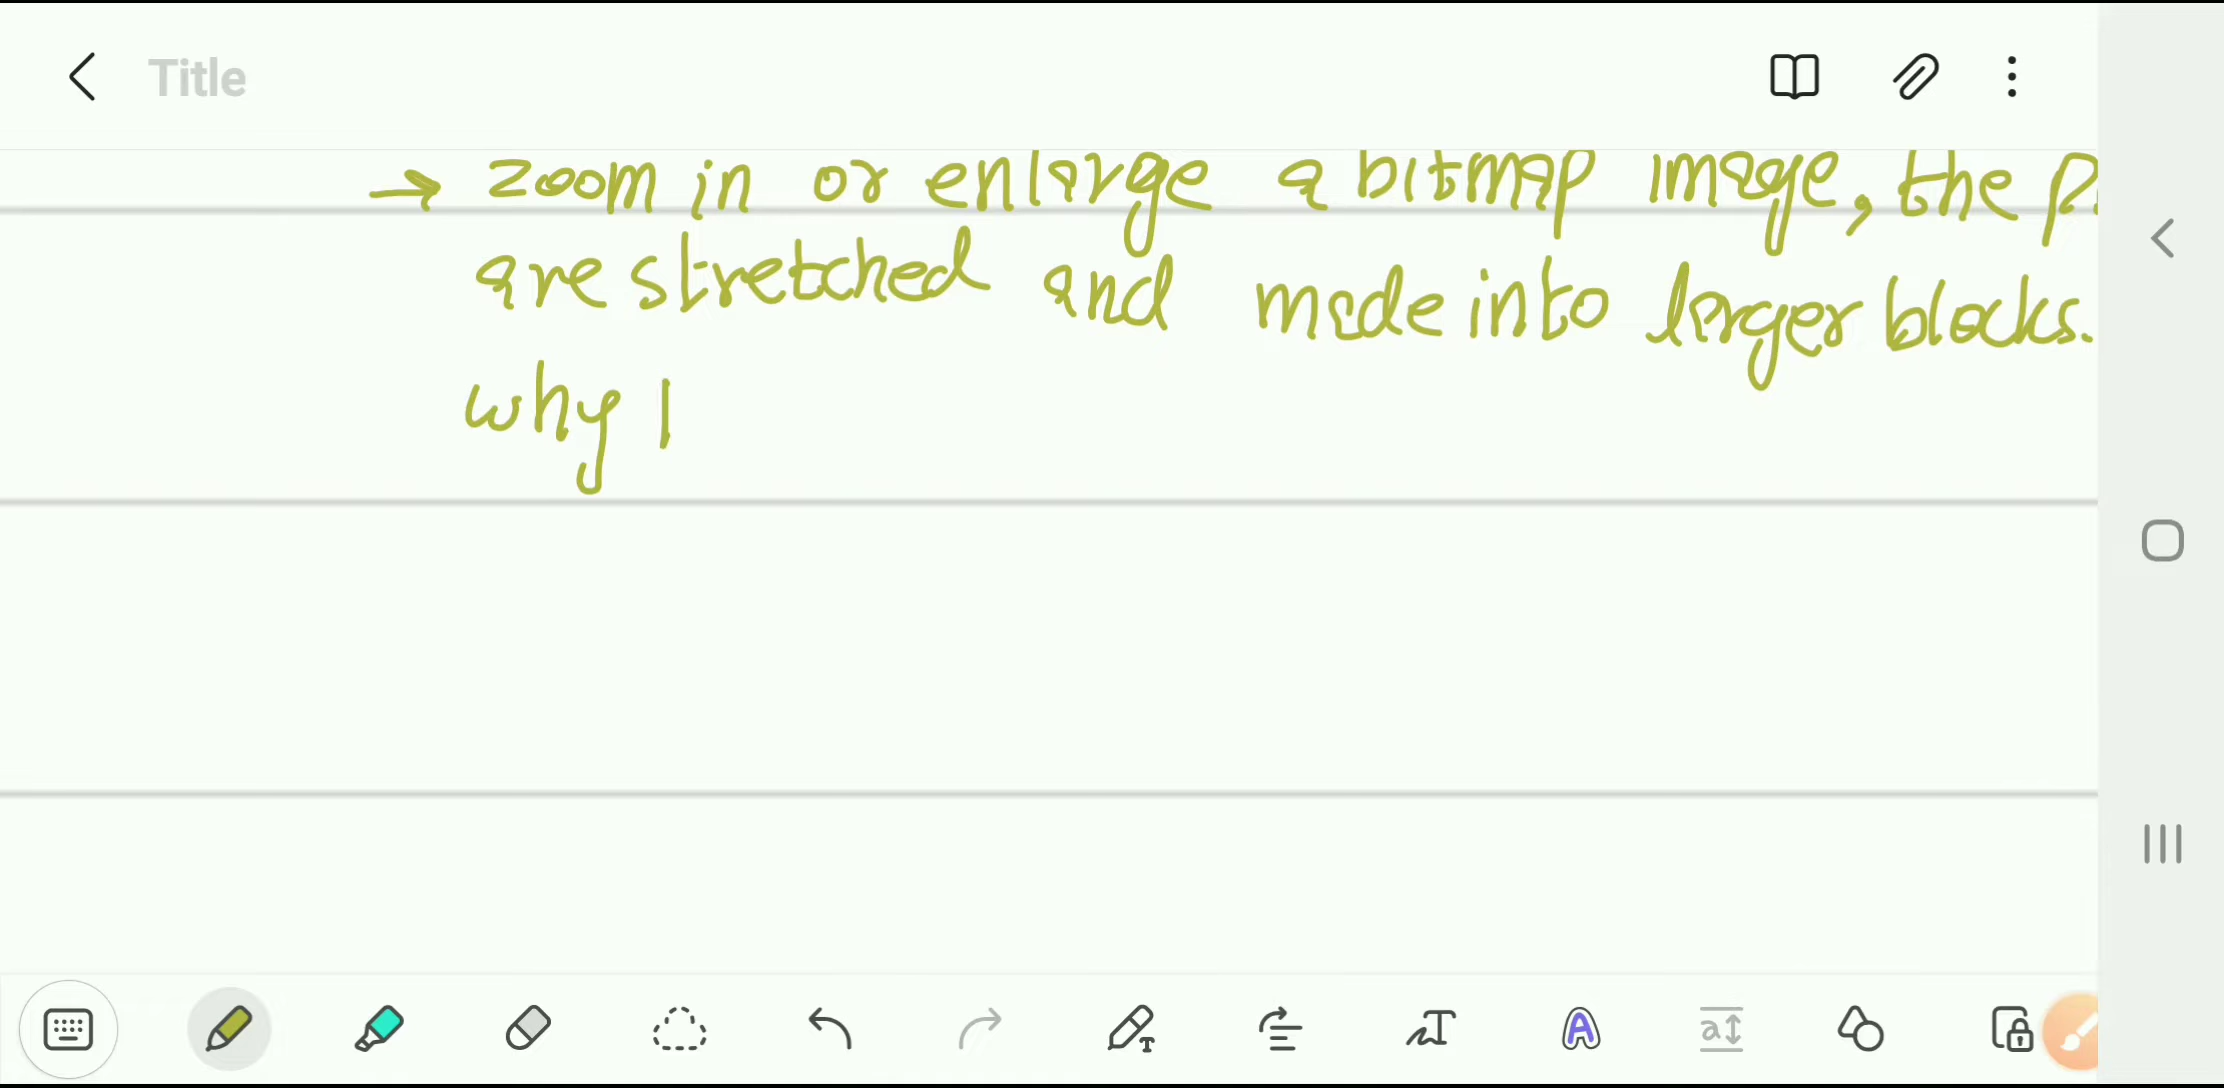 Title
→ zoom in or enlarge a bitmap image, the p
are stretched and made into larger blocks.
why I